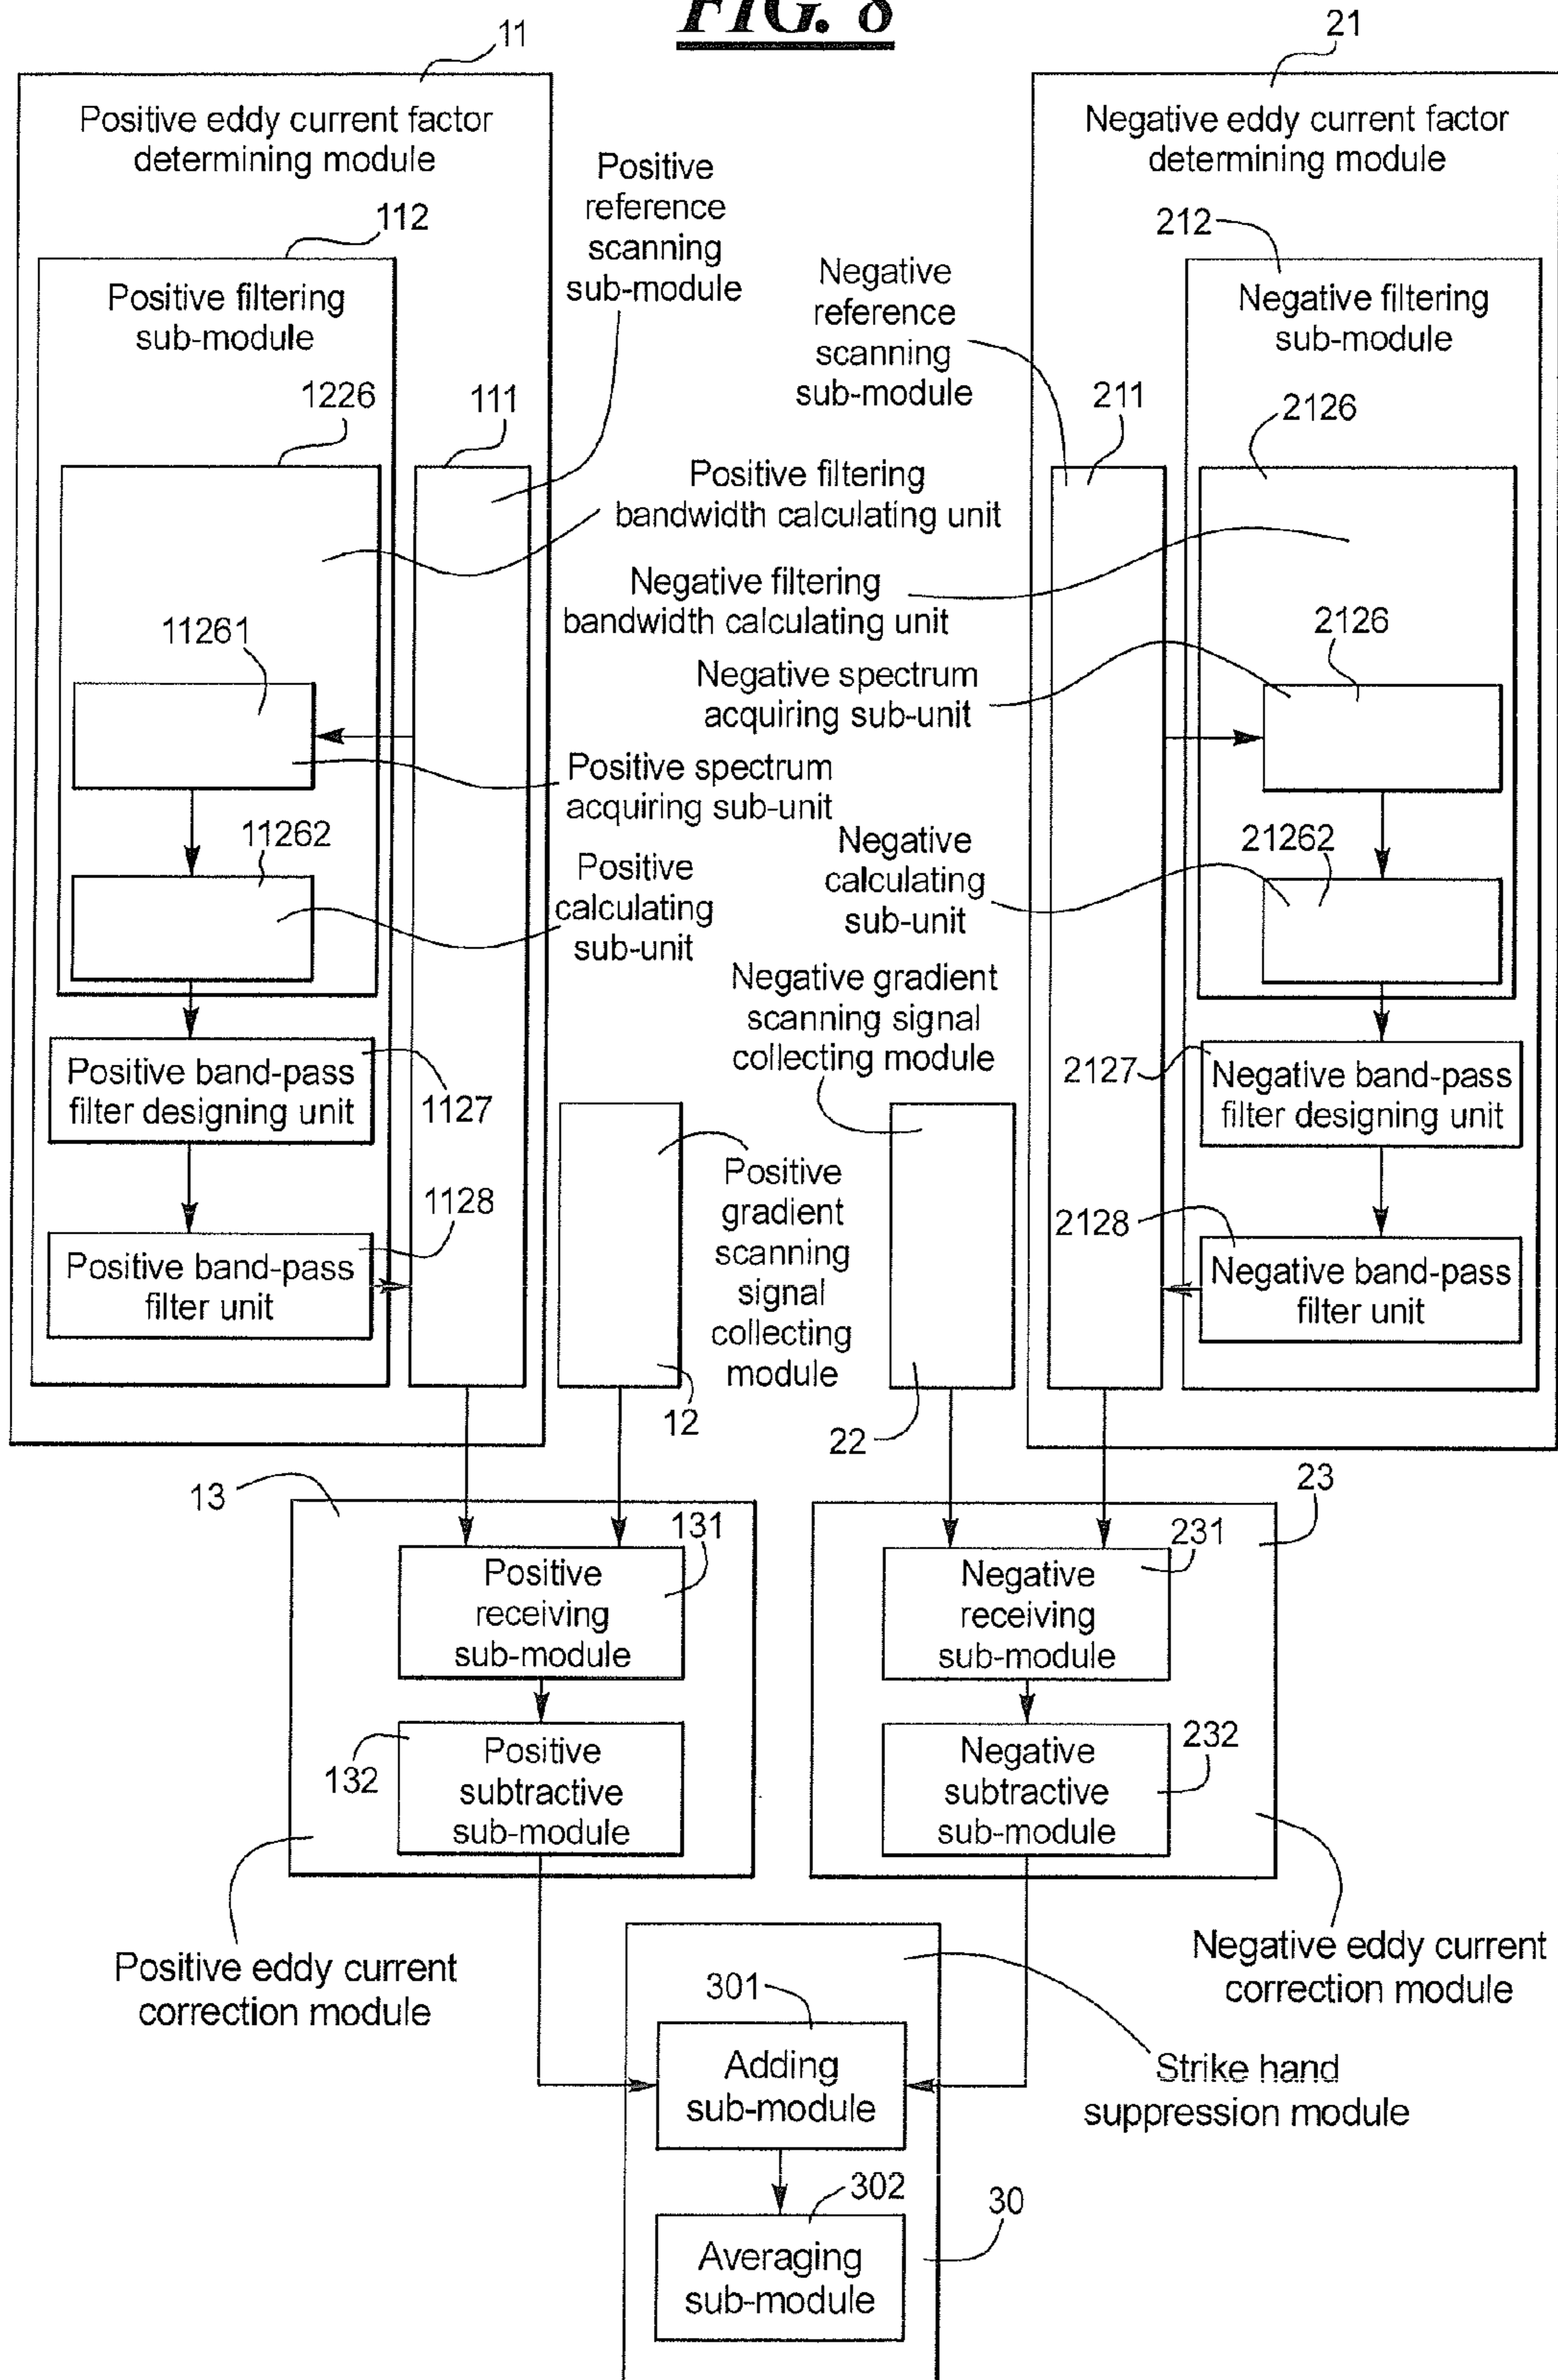 FIG. 8
11
21
Positive eddy current factor
determining module
Negative eddy current factor
determining module
Positive
reference
scanning
sub-module
112
212
Positive filtering
sub-module
Negative
reference
scanning
sub-module
Negative filtering
sub-module
1226
111
211
2126
Positive filtering
bandwidth calculating unit
Negative filtering
bandwidth calculating unit
11261
2126
Negative spectrum
acquiring sub-unit
Positive spectrum
acquiring sub-unit
11262
21262
Negative
calculating
sub-unit
Positive
calculating
sub-unit
Negative gradient
scanning signal
collecting module
Positive band-pass
filter designing unit
1127
2127
Negative band-pass
filter designing unit
Positive
gradient
scanning
signal
collecting
module
1128
2128
Positive band-pass
filter unit
Negative band-pass
filter unit
12
22
13
23
131
231
Positive
receiving
sub-module
Negative
receiving
sub-module
132
232
Positive
subtractive
sub-module
Negative
subtractive
sub-module
Positive eddy current
correction module
Negative eddy current
correction module
301
Adding
sub-module
Strike hand
suppression module
302
30
Averaging
sub-module